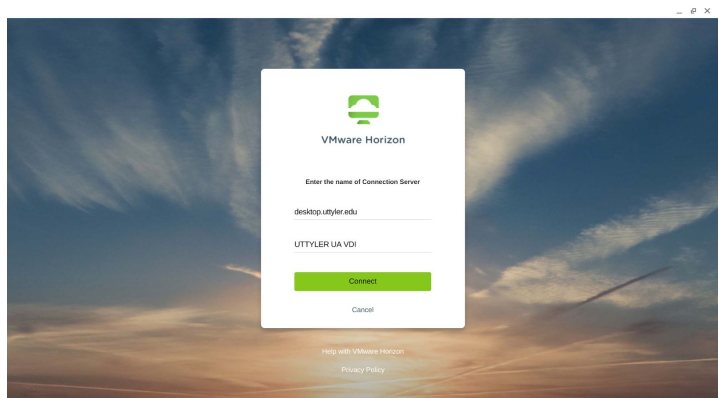 VMware Horizon
Enter the name of Connection Server
desktop.uttyler.edu
UTTYLER UA VDI
Connect
Cancel
Help with VMware Horizon
Privacy Policy